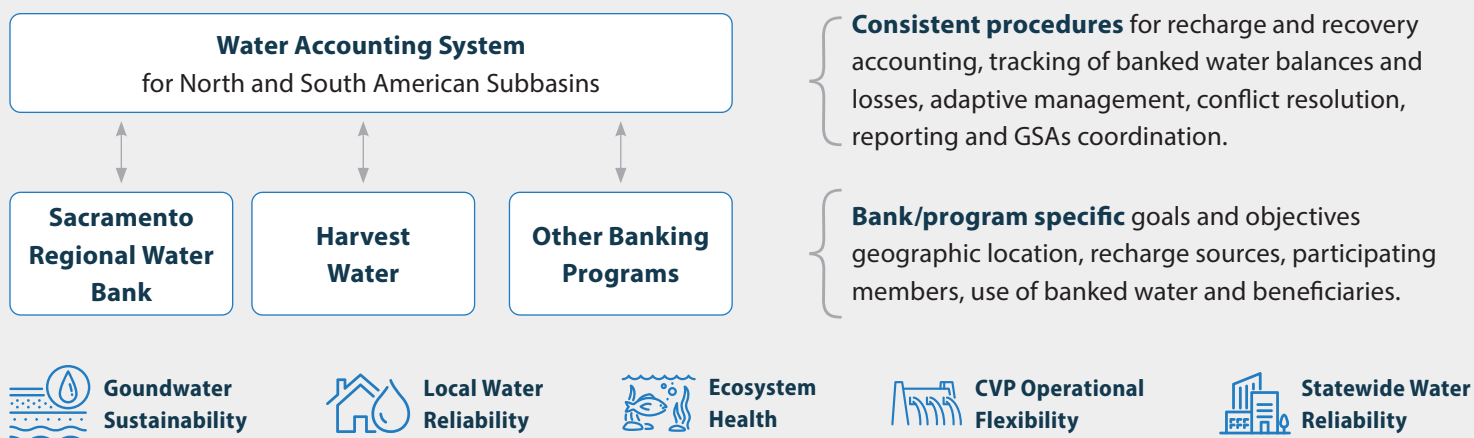 Water Accounting System
for North and South American Subbasins
Consistent procedures for recharge and recovery
accounting, tracking of banked water balances and
losses, adaptive management, conflict resolution,
reporting and GSAs coordination.
Sacramento
Regional Water
Bank
Harvest
Water
Other Banking
Programs
Bank/program specific goals and objectives
geographic location, recharge sources, participating
members, use of banked water and beneficiaries.
Goundwater
Sustainability
Local Water
Reliability
Ecosystem
Health
CVP Operational
Flexibility
Statewide Water
Reliability